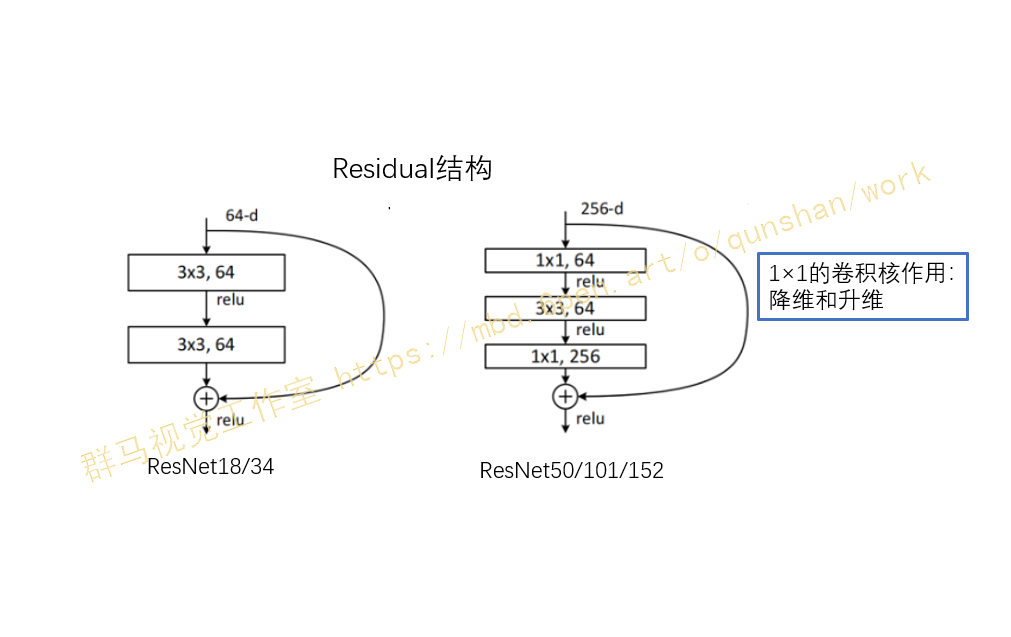 Residual结构
64-d
3x3, 64
relu
3x3, 64
+
relu
ResNet18/34
256-d
1x1, 64
relu
3x3, 64
relu
1x1, 256
+
relu
ResNet50/101/152
1×1的卷积核作用：
降维和升维
群马视觉工作室 https://mbd.6pen.art/o/qunshan/work